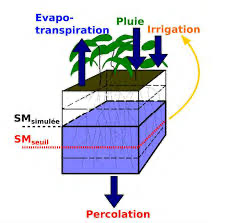 Evapo-
transpiration
Pluie
Irrigation
SMsimulée
SMseuil
Percolation